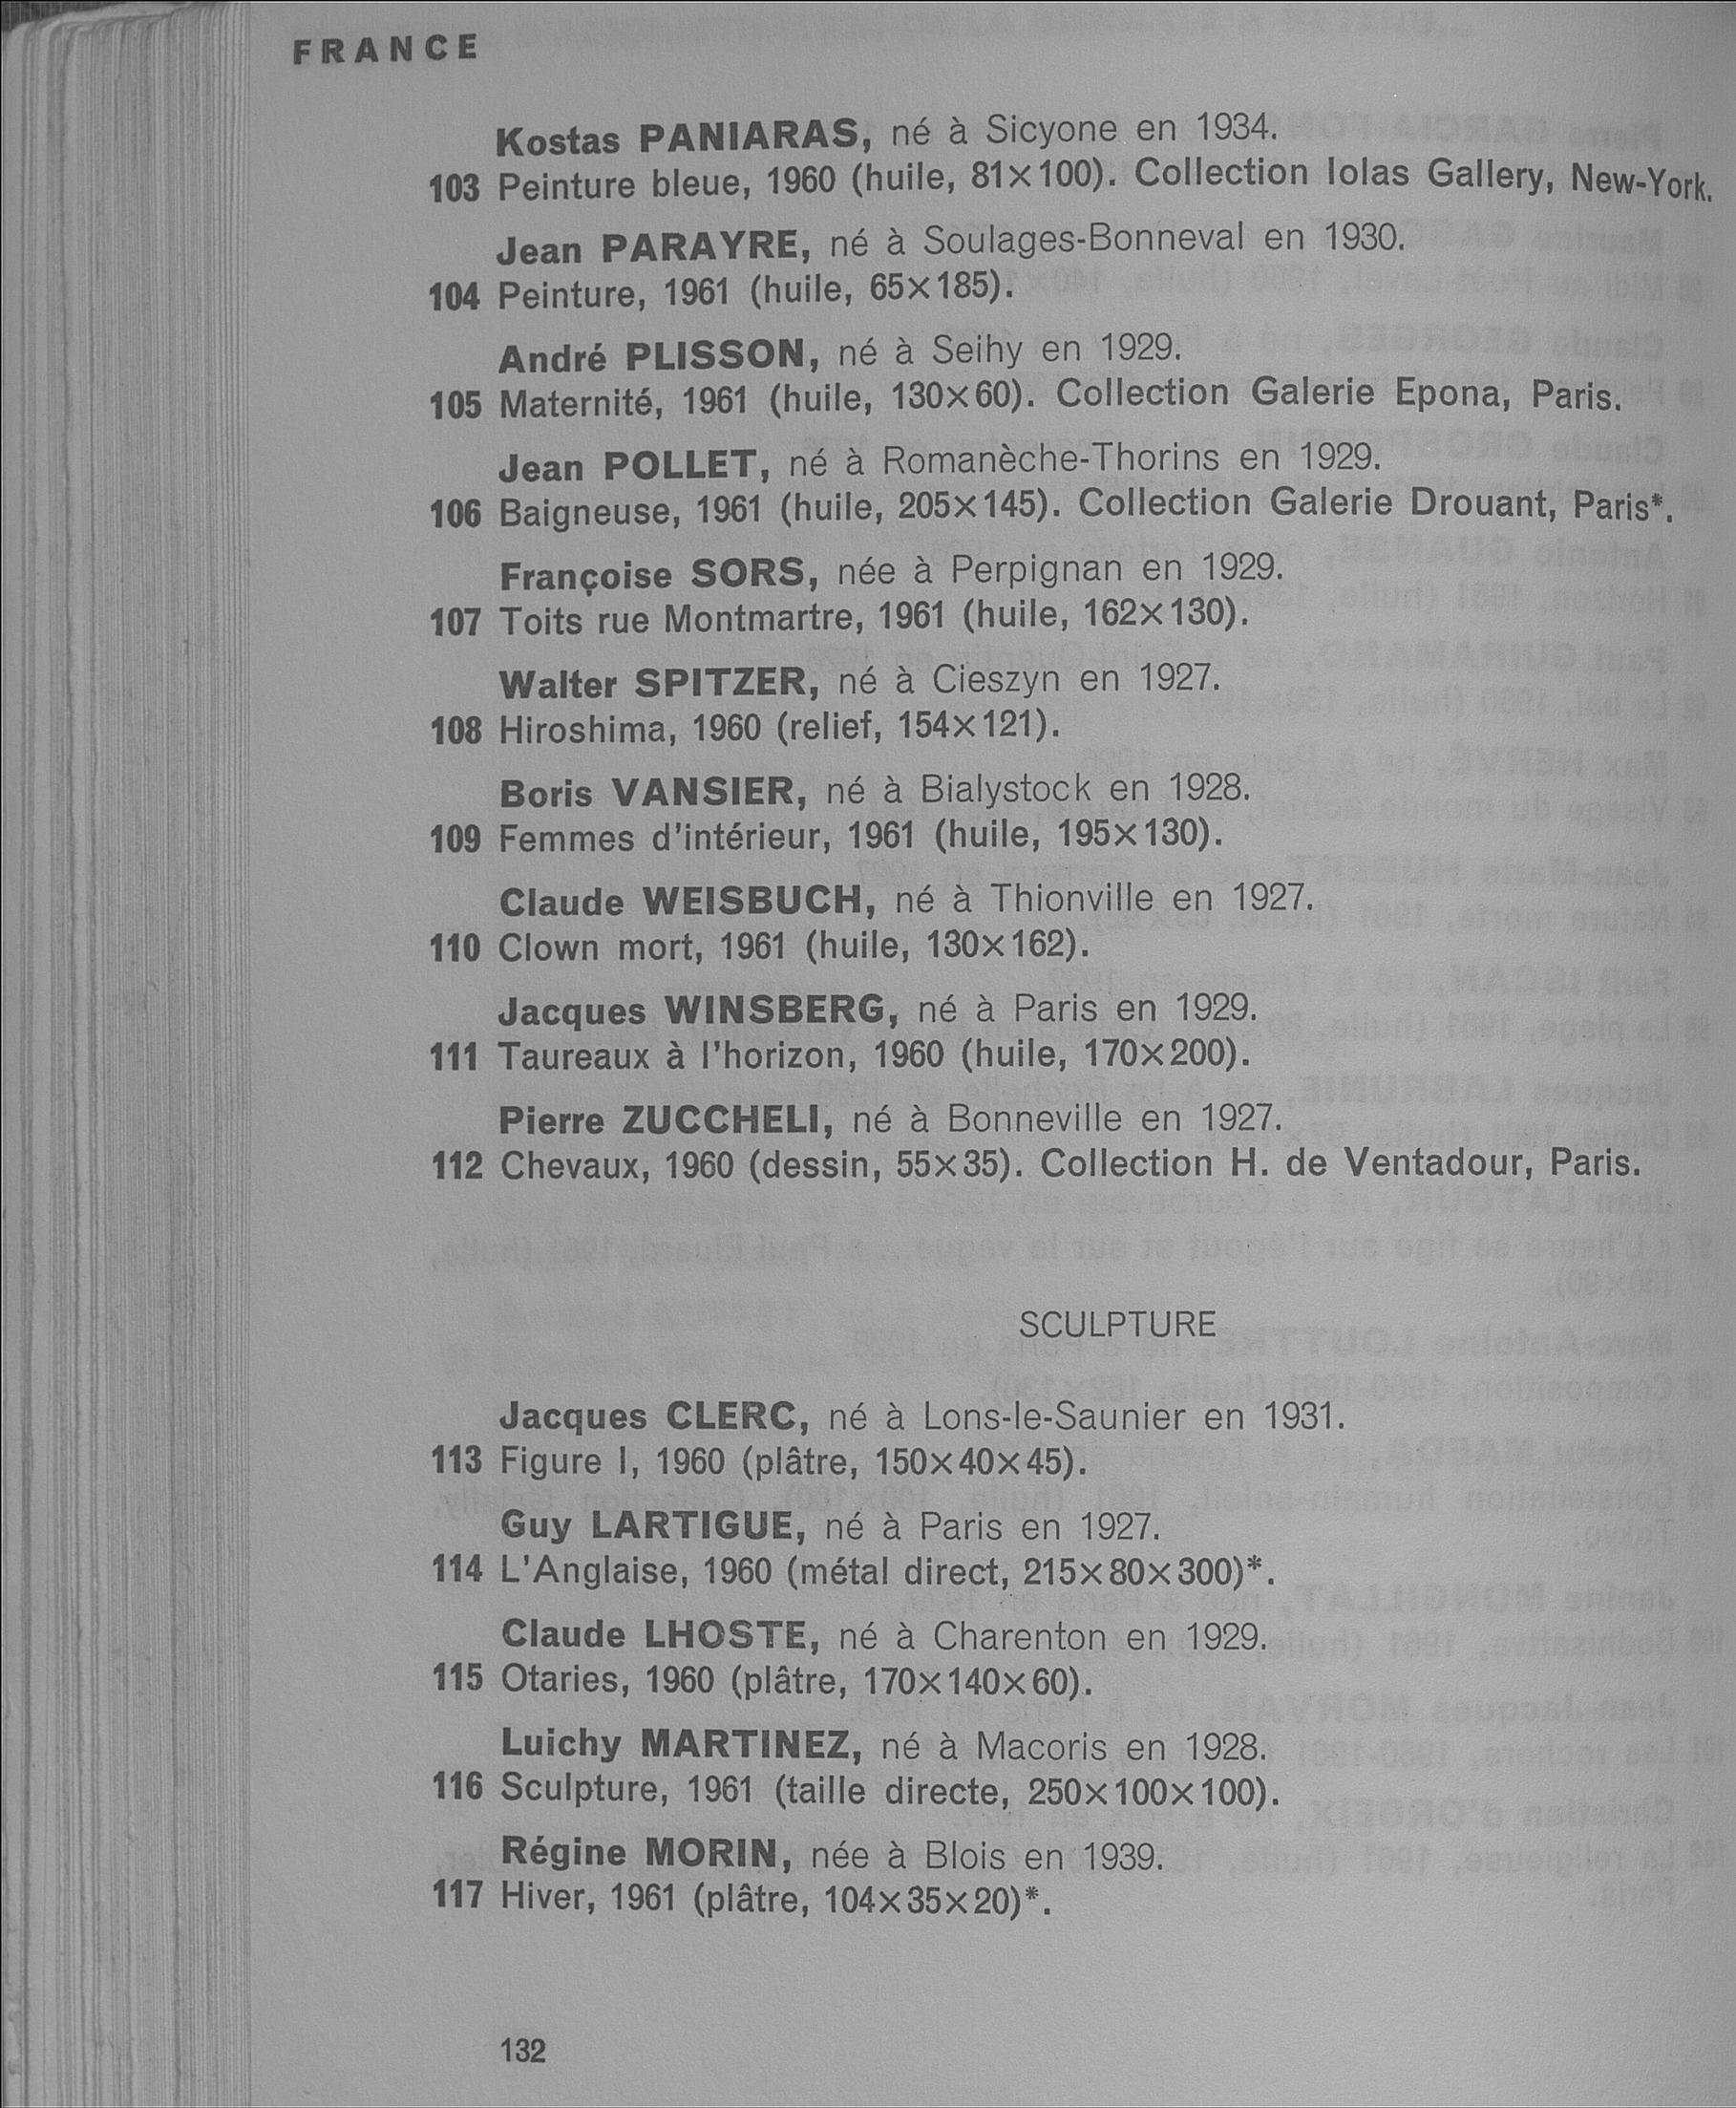 FRANCE
Kostas PANIARAS, né à Sicyone en 1934.
103 Peinture bleue, 1960 (huile, 81×100). Collection Iolas Gallery, New-York.
Jean PARAYRE, né à Soulages-Bonneval en 1930.
104 Peinture, 1961 (huile, 65×185).
André PLISSON, né à Seihy en 1929.
105 Maternité, 1961 (huile, 130×60). Collection Galerie Epona, Paris.
Jean POLLET, né à Romanèche-Thorins en 1929.
106 Baigneuse, 1961 (huile, 205×145). Collection Galerie Drouant, Paris*.
Françoise SORS, née à Perpignan en 1929.
107 Toits rue Montmartre, 1961 (huile, 162×130).
Walter SPITZER, né à Cieszyn en 1927.
108 Hiroshima, 1960 (relief, 154×121).
Boris VANSIER, né à Bialystock en 1928.
109 Femmes d'intérieur, 1961 (huile, 195×130).
Claude WEISBUCH, né à Thionville en 1927.
110 Clown mort, 1961 (huile, 130×162).
Jacques WINSBERG, né à Paris en 1929.
111 Taureaux à l'horizon, 1960 (huile, 170×200).
Pierre ZUCCHELI, né à Bonneville en 1927.
112 Chevaux, 1960 (dessin, 55×35). Collection H. de Ventadour, Paris.
SCULPTURE
Jacques CLERC, né à Lons-le-Saunier en 1931.
113 Figure I, 1960 (plâtre, 150×40×45).
Guy LARTIGUE, né à Paris en 1927.
114 L'Anglaise, 1960 (métal direct, 215×80×300)*.
Claude LHOSTE, né à Charenton en 1929.
115 Otaries, 1960 (plâtre, 170×140×60).
Luichy MARTINEZ, né à Macoris en 1928.
116 Sculpture, 1961 (taille directe, 250×100×100).
Régine MORIN, née à Blois en 1939.
117 Hiver, 1961 (plâtre, 104×35×20)*.
132